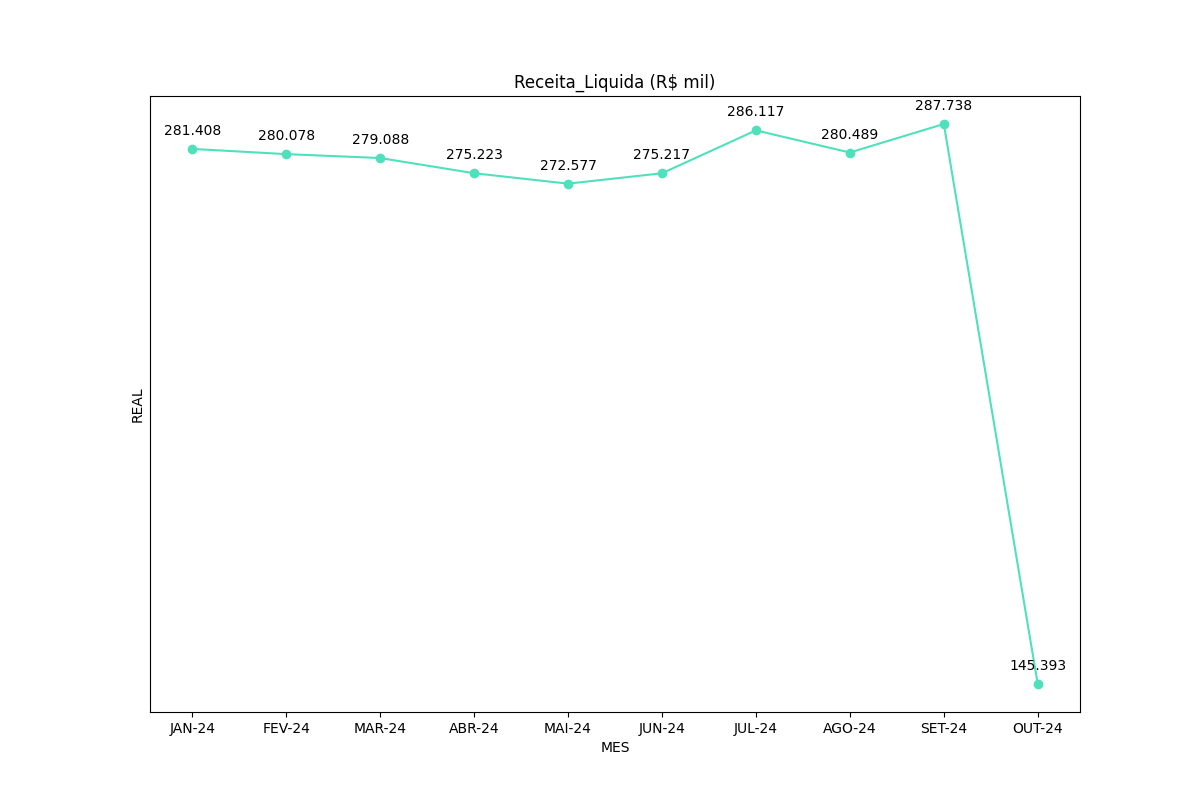 Receita_Liquida (R$ mil)
281.408
280.078
279.088
275.223
272.577
275.217
286.117
280.489
287.738
145.393
REAL
JAN-24 FEV-24 MAR-24 ABR-24 MAI-24 JUN-24 JUL-24 AGO-24 SET-24 OUT-24
MES